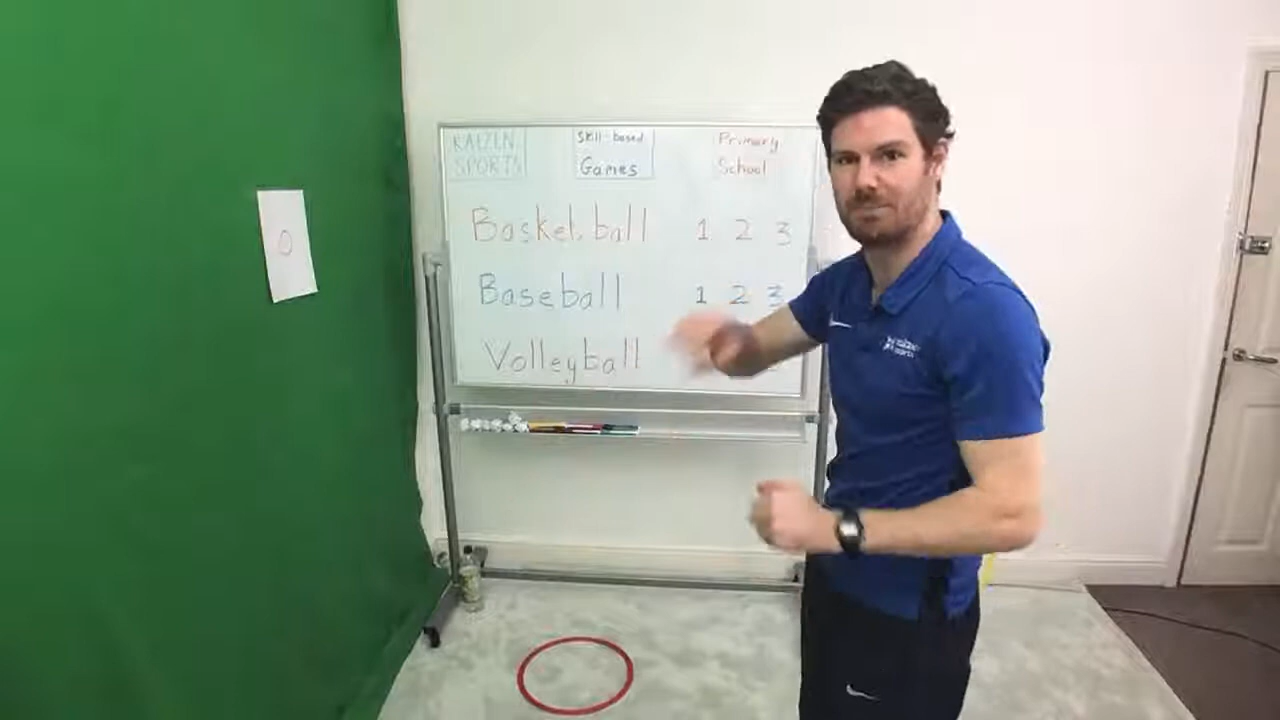 KAIZEN
SPORTS
Skill-based
Games
Primary
School
Basketball 1 2 3
Baseball 1 2 3
Volleyball
0